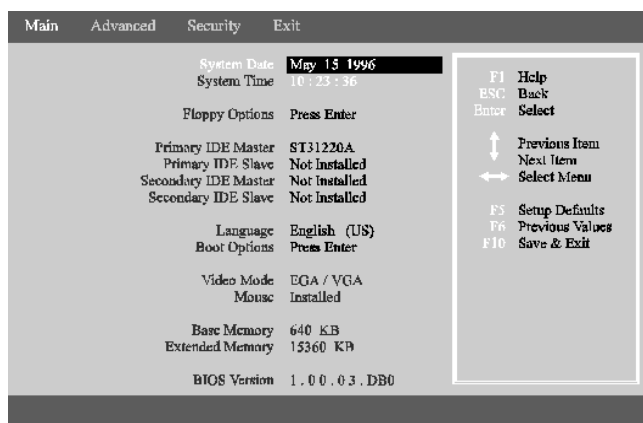 Main Advanced Security Exit
System Date May 15 1996
System Time 10 : 23 : 36
Floppy Options Press Enter
Primary IDE Master ST31220A
Primary IDE Slave Not Installed
Secondary IDE Master Not Installed
Secondary IDE Slave Not Installed
Language English (US)
Boot Options Press Enter
Video Mode EGA / VGA
Mouse Installed
Base Memory 640 KB
Extended Memory 15360 KB
BIOS Version 1.00.03.DB0
F1 Help
ESC Back
Enter Select
Previous Item
Next Item
Select Menu
F5 Setup Defaults
F6 Previous Values
F10 Save & Exit